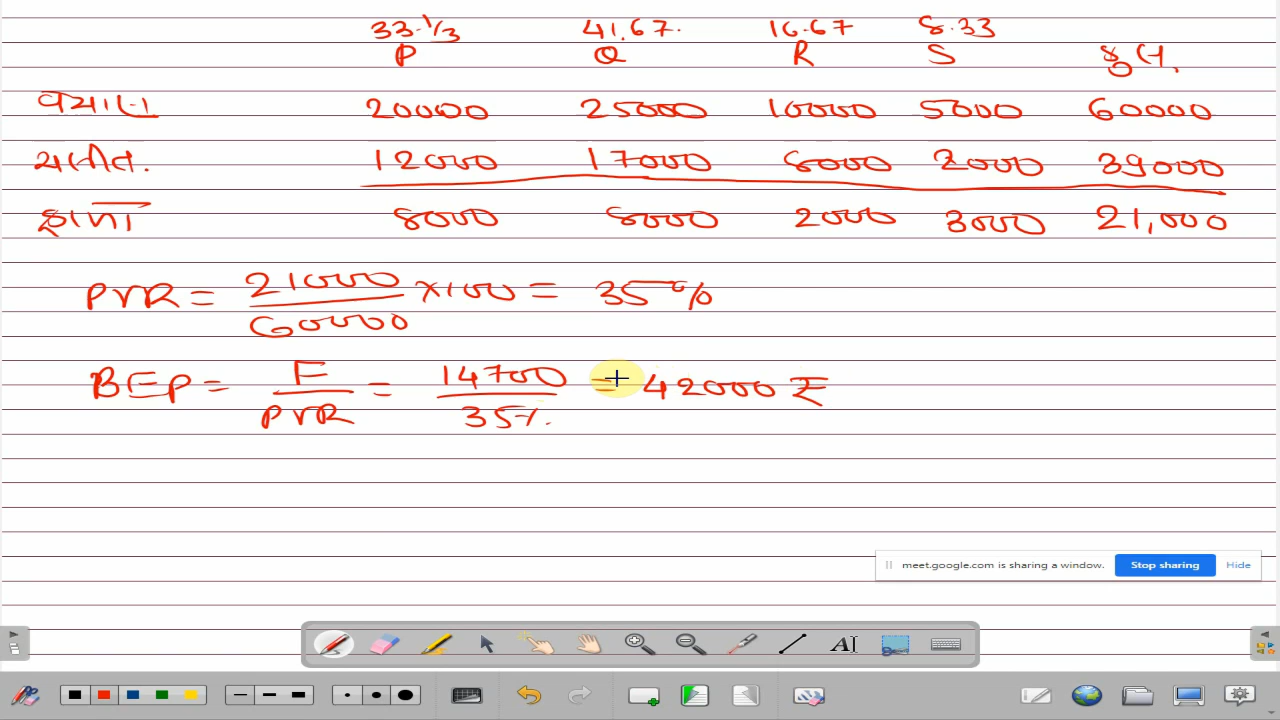 33 1/3 41.67. 16.67 8.33
P Q R S કુલ.
વેચાણ 20000 25000 10000 5000 60000
ચલીત. 12000 17000 8000 2000 39000
ફાળો 8000 8000 2000 3000 21,000
PVR = 21000/60000 × 100 = 35%
BEP = F/PVR = 14700/35% = 42000 ₹
meet.google.com is sharing a window. Stop sharing Hide
AI